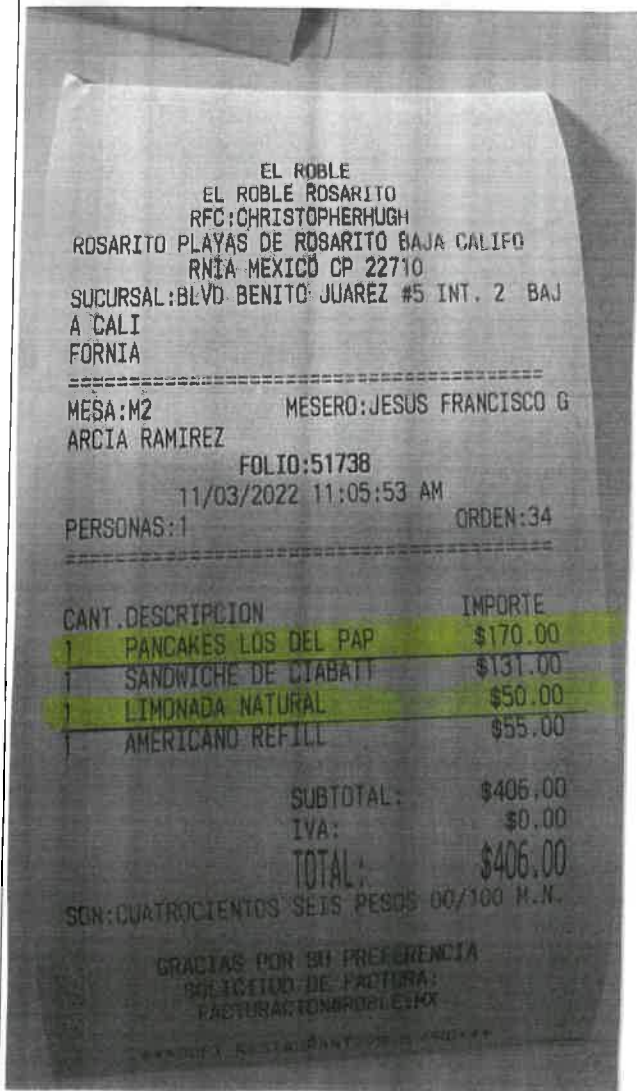 EL ROBLE
EL ROBLE ROSARITO
RFC:CHRISTOPHERHUGH
ROSARITO PLAYAS DE ROSARITO BAJA CALIFO
RNIA MEXICO CP 22710
SUCURSAL:BLVD BENITO JUAREZ #5 INT. 2 BAJ
A CALI
FORNIA
=======================================
MESA:M2 MESERO:JESUS FRANCISCO G
ARCIA RAMIREZ
FOLIO:51738
11/03/2022 11:05:53 AM
PERSONAS:1 ORDEN:34
=======================================
CANT.DESCRIPCION IMPORTE
1 PANCAKES LOS DEL PAP $170.00
1 SANDWICHE DE CIABATT $131.00
1 LIMONADA NATURAL $50.00
1 AMERICANO REFILL $55.00
SUBTOTAL: $406.00
IVA: $0.00
TOTAL: $406.00
SON:CUATROCIENTOS SEIS PESOS 00/100 M.N.
GRACIAS POR SU PREFERENCIA
SOLICITUD DE FACTURA:
RESTAURANT